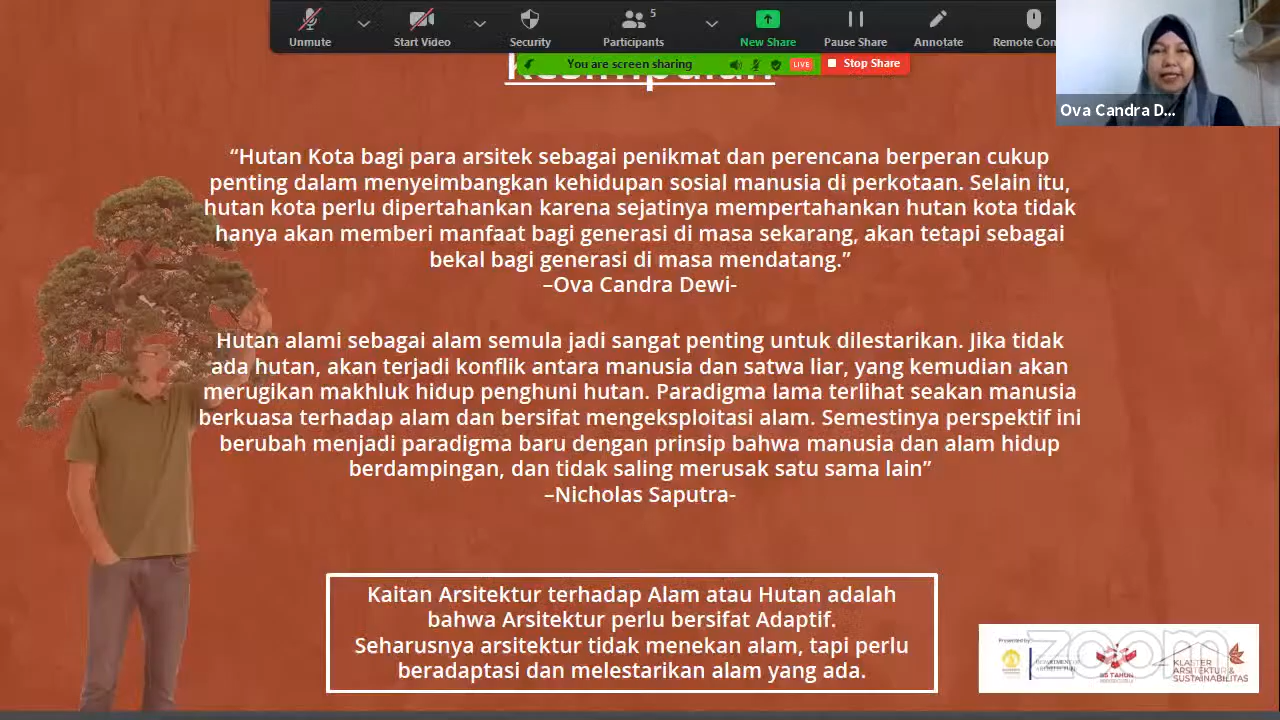 5
Unmute
Start Video
Security
Participants
New Share
Pause Share
Annotate
Remote Con
You are screen sharing
LIVE
Stop Share
Kesimpulan
Ova Candra D...
“Hutan Kota bagi para arsitek sebagai penikmat dan perencana berperan cukup
penting dalam menyeimbangkan kehidupan sosial manusia di perkotaan. Selain itu,
hutan kota perlu dipertahankan karena sejatinya mempertahankan hutan kota tidak
hanya akan memberi manfaat bagi generasi di masa sekarang, akan tetapi sebagai
bekal bagi generasi di masa mendatang.”
–Ova Candra Dewi-
Hutan alami sebagai alam semula jadi sangat penting untuk dilestarikan. Jika tidak
ada hutan, akan terjadi konflik antara manusia dan satwa liar, yang kemudian akan
merugikan makhluk hidup penghuni hutan. Paradigma lama terlihat seakan manusia
berkuasa terhadap alam dan bersifat mengeksploitasi alam. Semestinya perspektif ini
berubah menjadi paradigma baru dengan prinsip bahwa manusia dan alam hidup
berdampingan, dan tidak saling merusak satu sama lain”
–Nicholas Saputra-
Kaitan Arsitektur terhadap Alam atau Hutan adalah
bahwa Arsitektur perlu bersifat Adaptif.
Seharusnya arsitektur tidak menekan alam, tapi perlu
beradaptasi dan melestarikan alam yang ada.
Presented by
zoom
DEPARTMENT OF
55 TAHUN
KLASTER
ARSITEKTUR &
SUSTAINABILITAS